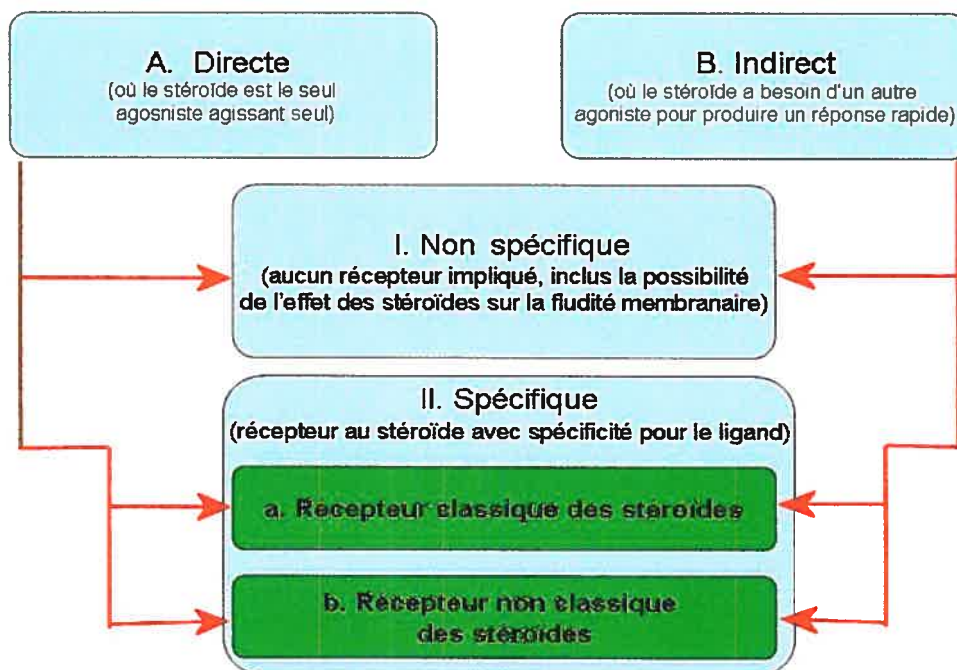 A. Directe
(où le stéroïde est le seul
agosniste agissant seul)
B. Indirect
(où le stéroïde a besoin d'un autre
agoniste pour produire un réponse rapide)
I. Non spécifique
(aucun récepteur impliqué, inclus la possibilité
de l'effet des stéroïdes sur la fludité membranaire)
II. Spécifique
(récepteur au stéroïde avec spécificité pour le ligand)
a. Récepteur classique des stéroïdes
b. Récepteur non classique
des stéroïdes